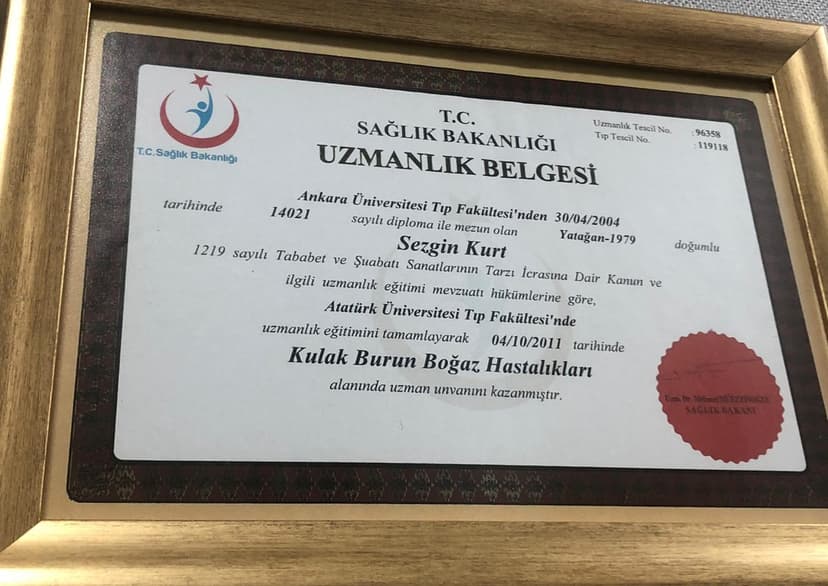 T.C. Sağlık Bakanlığı
T.C.
SAĞLIK BAKANLIĞI
UZMANLIK BELGESİ
Uzmanlık Tescil No. : 96358
Tıp Tescil No. : 119118
Ankara Üniversitesi Tıp Fakültesi'nden 30/04/2004
tarihinde 14021 sayılı diploma ile mezun olan Yatağan-1979 doğumlu
Sezgin Kurt
1219 sayılı Tababet ve Şuabatı Sanatlarının Tarzı İcrasına Dair Kanun ve
ilgili uzmanlık eğitimi mevzuatı hükümlerine göre,
Atatürk Üniversitesi Tıp Fakültesi'nde
uzmanlık eğitimini tamamlayarak 04/10/2011 tarihinde
Kulak Burun Boğaz Hastalıkları
alanında uzman unvanını kazanmıştır.
SAĞLIK BAKANI